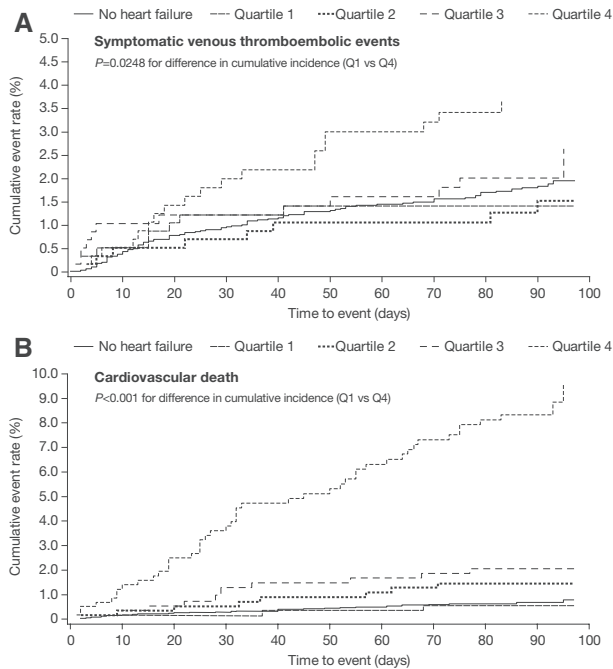 No heart failure Quartile 1 Quartile 2 Quartile 3 Quartile 4
A
Symptomatic venous thromboembolic events
P=0.0248 for difference in cumulative incidence (Q1 vs Q4)
Cumulative event rate (%)
5.0
4.5
4.0
3.5
3.0
2.5
2.0
1.5
1.0
0.5
0
0 10 20 30 40 50 60 70 80 90 100
Time to event (days)
B
No heart failure Quartile 1 Quartile 2 Quartile 3 Quartile 4
Cardiovascular death
P<0.001 for difference in cumulative incidence (Q1 vs Q4)
Cumulative event rate (%)
10.0
9.0
8.0
7.0
6.0
5.0
4.0
3.0
2.0
1.0
0
0 10 20 30 40 50 60 70 80 90 100
Time to event (days)